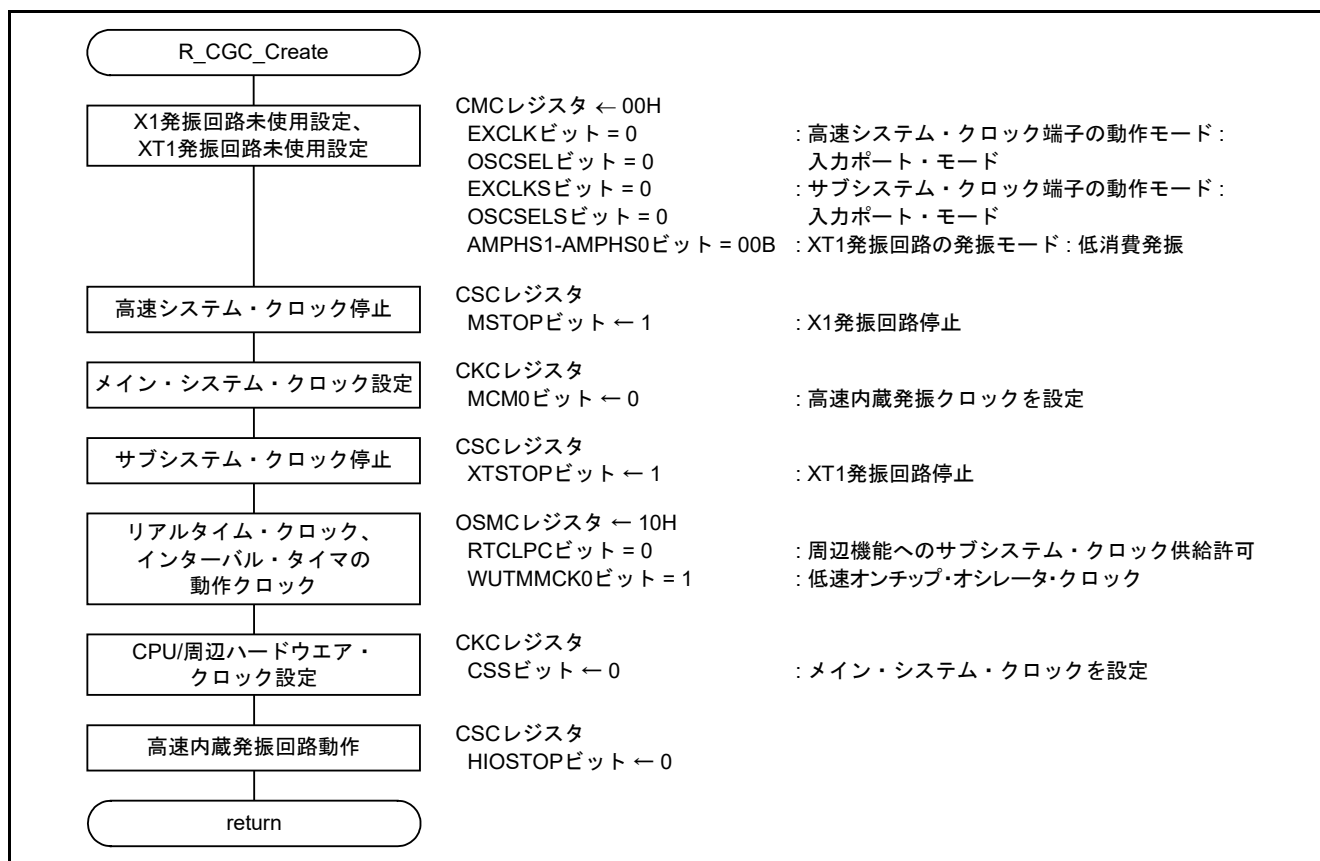 R_CGC_Create
X1発振回路未使用設定、
XT1発振回路未使用設定
CMCレジスタ ← 00H
EXCLKビット = 0 : 高速システム・クロック端子の動作モード :
OSCSELビット = 0 入力ポート・モード
EXCLKSビット = 0 : サブシステム・クロック端子の動作モード :
OSCSELSビット = 0 入力ポート・モード
AMPHS1-AMPHS0ビット = 00B : XT1発振回路の発振モード : 低消費発振
高速システム・クロック停止
CSCレジスタ
MSTOPビット ← 1 : X1発振回路停止
メイン・システム・クロック設定
CKCレジスタ
MCM0ビット ← 0 : 高速内蔵発振クロックを設定
サブシステム・クロック停止
CSCレジスタ
XTSTOPビット ← 1 : XT1発振回路停止
リアルタイム・クロック、
インターバル・タイマの
動作クロック
OSMCレジスタ ← 10H
RTCLPCビット = 0 : 周辺機能へのサブシステム・クロック供給許可
WUTMMCK0ビット = 1 : 低速オンチップ・オシレータ・クロック
CPU/周辺ハードウエア・
クロック設定
CKCレジスタ
CSSビット ← 0 : メイン・システム・クロックを設定
高速内蔵発振回路動作
CSCレジスタ
HIOSTOPビット ← 0
return